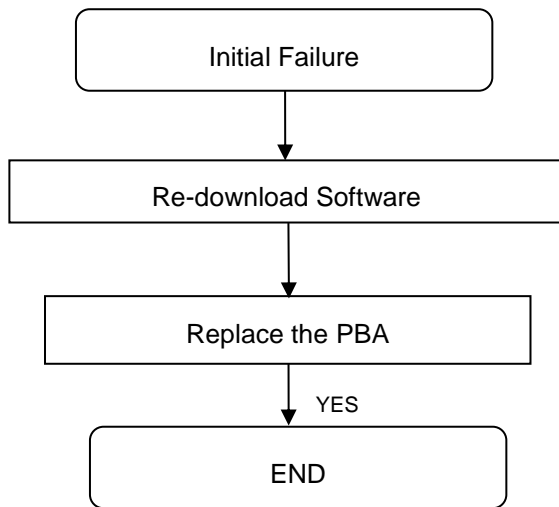 Initial Failure
Re-download Software
Replace the PBA
YES
END